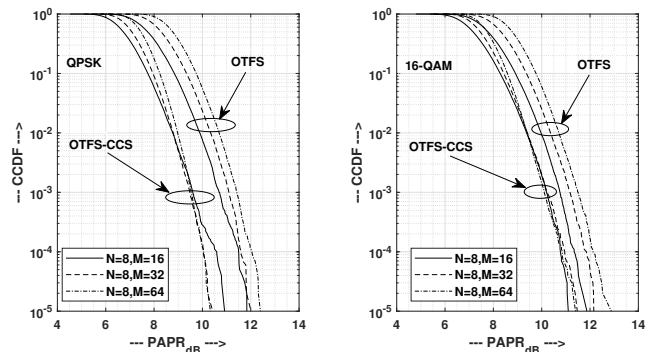 10^0
10^-1
10^-2
10^-3
10^-4
10^-5
--- CCDF --->
QPSK
OTFS
OTFS-CCS
N=8,M=16
N=8,M=32
N=8,M=64
4 6 8 10 12 14
--- PAPR_dB --->
10^0
10^-1
10^-2
10^-3
10^-4
10^-5
--- CCDF --->
16-QAM
OTFS
OTFS-CCS
N=8,M=16
N=8,M=32
N=8,M=64
4 6 8 10 12 14
--- PAPR_dB --->